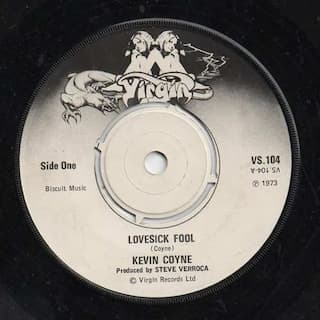 Virgin
Side One
VS.104
VS.104-A
Biscuit Music
℗ 1973
LOVESICK FOOL
(Coyne)
KEVIN COYNE
Produced by STEVE VERROCA
© Virgin Records Ltd